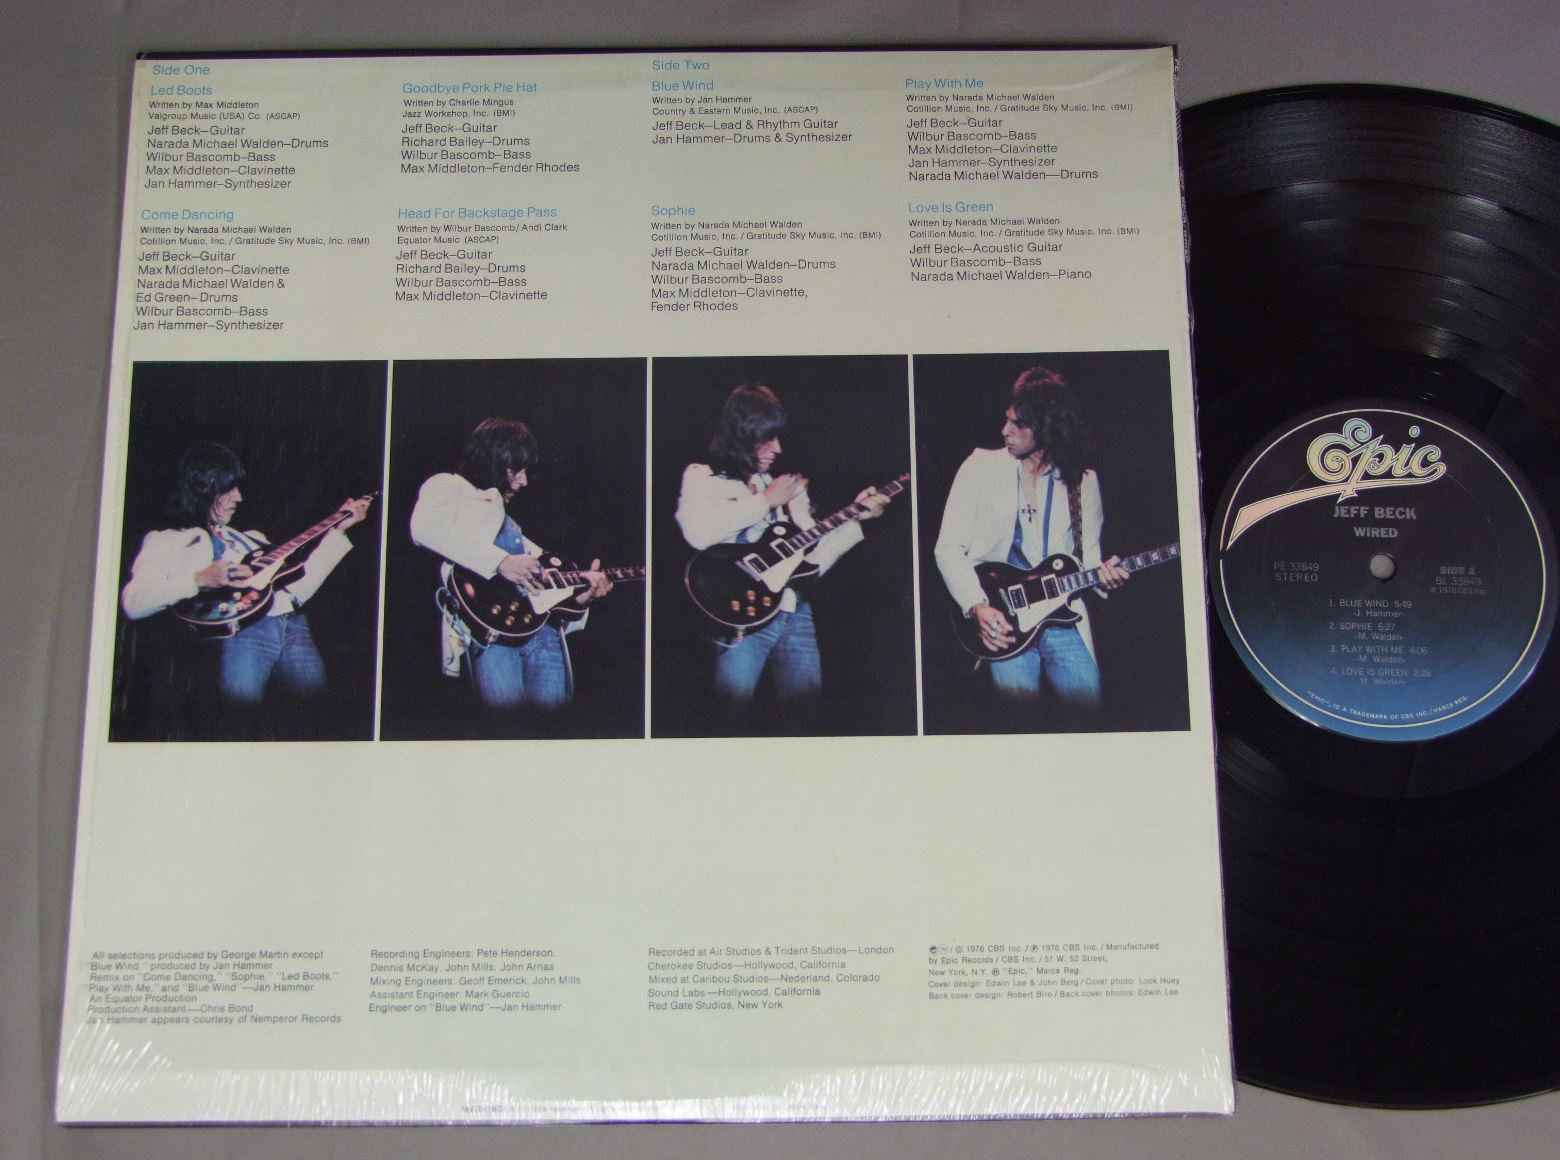 Side One
Led Boots
Written by Max Middleton
Valgroup Music (USA) Co. (ASCAP)
Jeff Beck—Guitar
Narada Michael Walden—Drums
Wilbur Bascomb—Bass
Max Middleton—Clavinette
Jan Hammer—Synthesizer
Come Dancing
Written by Narada Michael Walden
Cotillion Music, Inc. / Gratitude Sky Music, Inc. (BMI)
Jeff Beck—Guitar
Max Middleton—Clavinette
Narada Michael Walden &
Ed Green—Drums
Wilbur Bascomb—Bass
Jan Hammer—Synthesizer
Goodbye Pork Pie Hat
Written by Charlie Mingus
Jazz Workshop, Inc. (BMI)
Jeff Beck—Guitar
Richard Bailey—Drums
Wilbur Bascomb—Bass
Max Middleton—Fender Rhodes
Head For Backstage Pass
Written by Wilbur Bascomb/ Andi Clark
Equator Music (ASCAP)
Jeff Beck—Guitar
Richard Bailey—Drums
Wilbur Bascomb—Bass
Max Middleton—Clavinette
Side Two
Blue Wind
Written by Jan Hammer
Country & Eastern Music, Inc. (ASCAP)
Jeff Beck—Lead & Rhythm Guitar
Jan Hammer—Drums & Synthesizer
Sophie
Written by Narada Michael Walden
Cotillion Music, Inc. / Gratitude Sky Music, Inc. (BMI)
Jeff Beck—Guitar
Narada Michael Walden—Drums
Wilbur Bascomb—Bass
Max Middleton—Clavinette,
Fender Rhodes
Play With Me
Written by Narada Michael Walden
Cotillion Music, Inc. / Gratitude Sky Music, Inc. (BMI)
Jeff Beck—Guitar
Wilbur Bascomb—Bass
Max Middleton—Clavinette
Jan Hammer—Synthesizer
Narada Michael Walden—Drums
Love Is Green
Written by Narada Michael Walden
Cotillion Music, Inc. / Gratitude Sky Music, Inc. (BMI)
Jeff Beck—Acoustic Guitar
Wilbur Bascomb—Bass
Narada Michael Walden—Piano
All selections produced by George Martin except
"Blue Wind," produced by Jan Hammer
Remix on "Come Dancing," "Sophie," "Led Boots,"
"Play With Me," and "Blue Wind"—Jan Hammer
An Equator Production
Production Assistant—Chris Bond
Jan Hammer appears courtesy of Nemperor Records
Recording Engineers: Pete Henderson,
Dennis McKay, John Mills, John Arrias
Mixing Engineers: Geoff Emerick, John Mills
Assistant Engineer: Mark Guercio
Engineer on "Blue Wind"—Jan Hammer
Recorded at Air Studios & Trident Studios—London
Cherokee Studios—Hollywood, California
Mixed at Caribou Studios—Nederland, Colorado
Sound Labs—Hollywood, California
Red Gate Studios, New York
© 1976 CBS Inc. / ℗ 1976 CBS Inc. / Manufactured
by Epic Records / CBS Inc. / 51 W. 52 Street,
New York, N.Y. ® "Epic," Marca Reg.
Cover design: Edwin Lee & John Berg / Cover photo: Lock Huey
Back cover design: Robert Biro / Back cover photos: Edwin Lee
Epic
JEFF BECK
WIRED
PE 33849
STEREO
SIDE 2
BL 33849
℗ 1976 CBS Inc.
1. BLUE WIND 5:49
-J. Hammer-
2. SOPHIE 6:27
-M. Walden-
3. PLAY WITH ME 4:06
-M. Walden-
4. LOVE IS GREEN 2:28
-M. Walden-
"EPIC", IS A TRADEMARK OF CBS INC./MARCA REG.